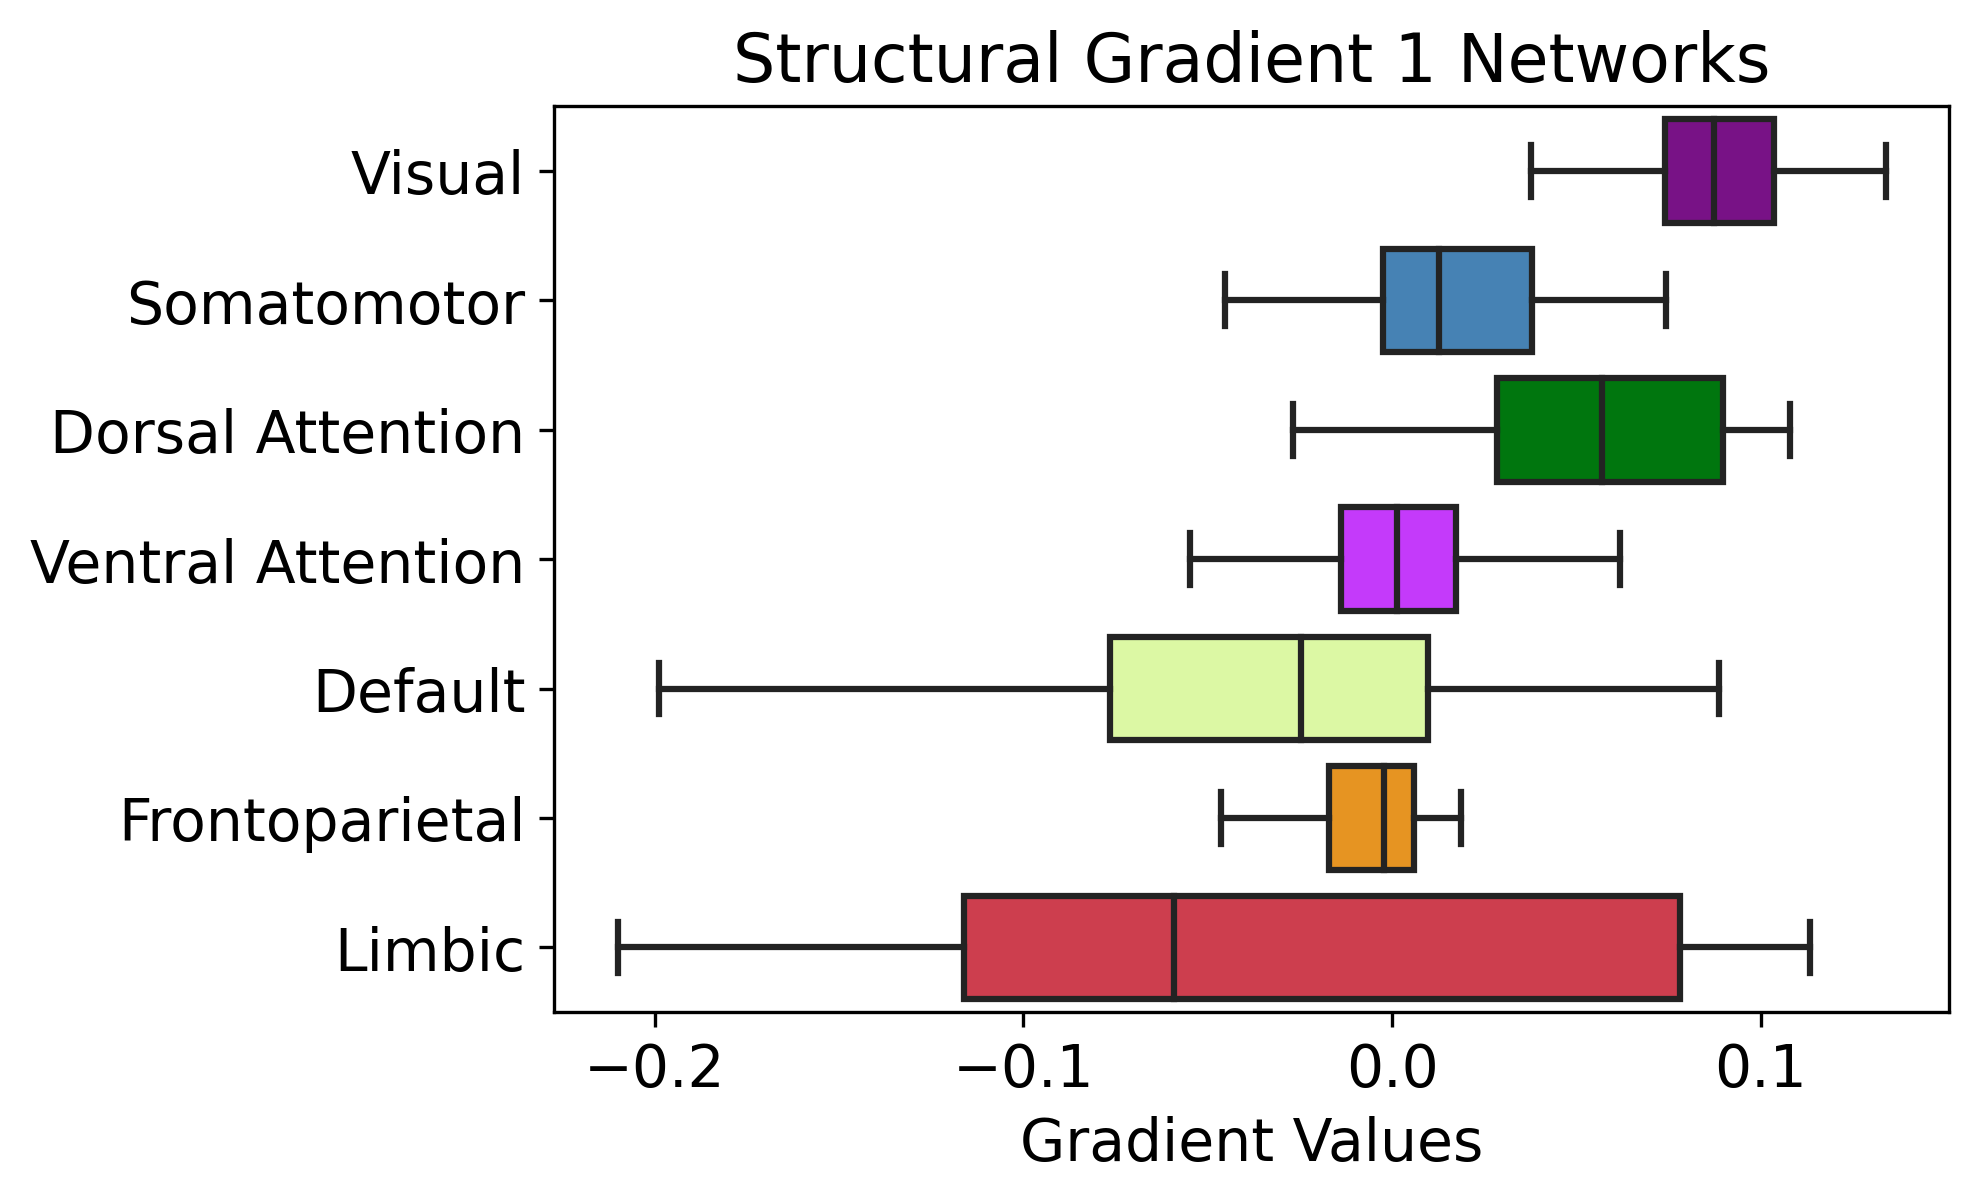 Structural Gradient 1 Networks
Visual
Somatomotor
Dorsal Attention
Ventral Attention
Default
Frontoparietal
Limbic
−0.2 −0.1 0.0 0.1
Gradient Values